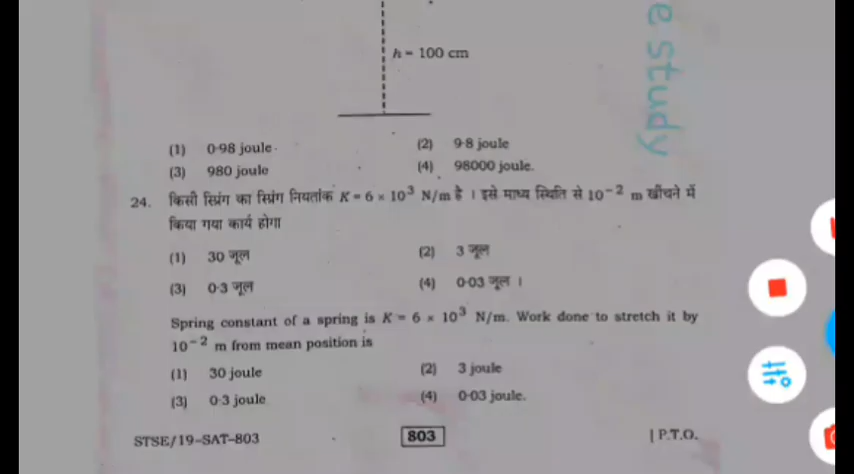 e study
h = 100 cm
(1) 0·98 joule (2) 9·8 joule
(3) 980 joule (4) 98000 joule.
24. किसी स्प्रिंग का स्प्रिंग नियतांक K = 6 × 10³ N/m है । इसे माध्य स्थिति से 10⁻² m खींचने में
किया गया कार्य होगा
(1) 30 जूल (2) 3 जूल
(3) 0·3 जूल (4) 0·03 जूल ।
Spring constant of a spring is K = 6 × 10³ N/m. Work done to stretch it by
10⁻² m from mean position is
(1) 30 joule (2) 3 joule
(3) 0·3 joule (4) 0·03 joule.
STSE/19-SAT-803 803 | P.T.O.